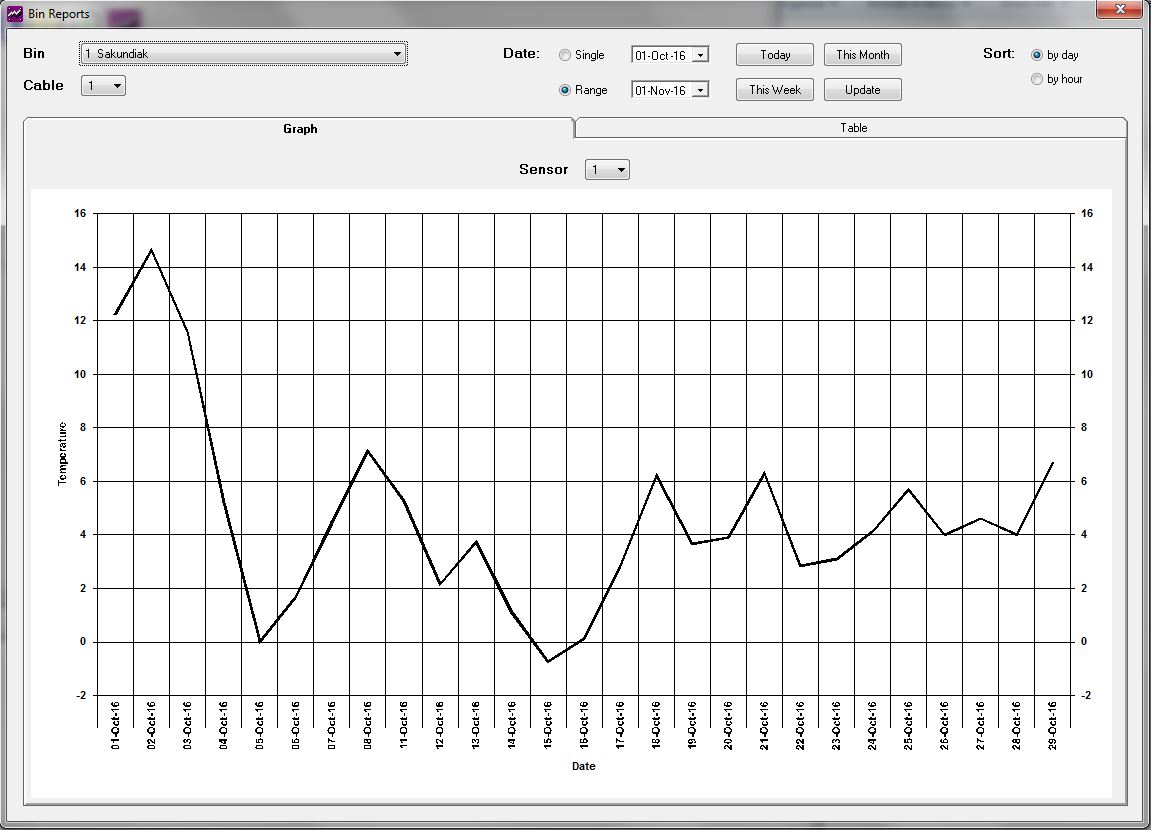 Bin Reports
Bin 1 Sakundiak Date: Single 01-Oct-16 Today This Month Sort: by day
Cable 1 Range 01-Nov-16 This Week Update by hour
Graph Table
Sensor 1
16 16
14 14
12 12
10 10
8 8
6 6
4 4
2 2
0 0
-2 -2
Temperature
01-Oct-16 02-Oct-16 03-Oct-16 04-Oct-16 05-Oct-16 06-Oct-16 07-Oct-16 08-Oct-16 11-Oct-16 12-Oct-16 13-Oct-16 14-Oct-16 15-Oct-16 16-Oct-16 17-Oct-16 18-Oct-16 19-Oct-16 20-Oct-16 21-Oct-16 22-Oct-16 23-Oct-16 24-Oct-16 25-Oct-16 26-Oct-16 27-Oct-16 28-Oct-16 29-Oct-16
Date